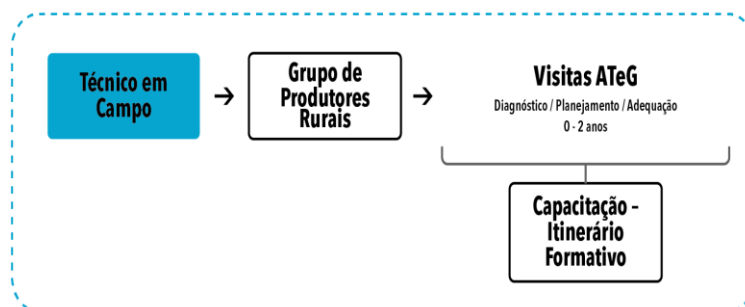 Técnico em
Campo
→
Grupo de
Produtores
Rurais
→
Visitas ATeG
Diagnóstico / Planejamento / Adequação
0 - 2 anos
Capacitação –
Itinerário
Formativo